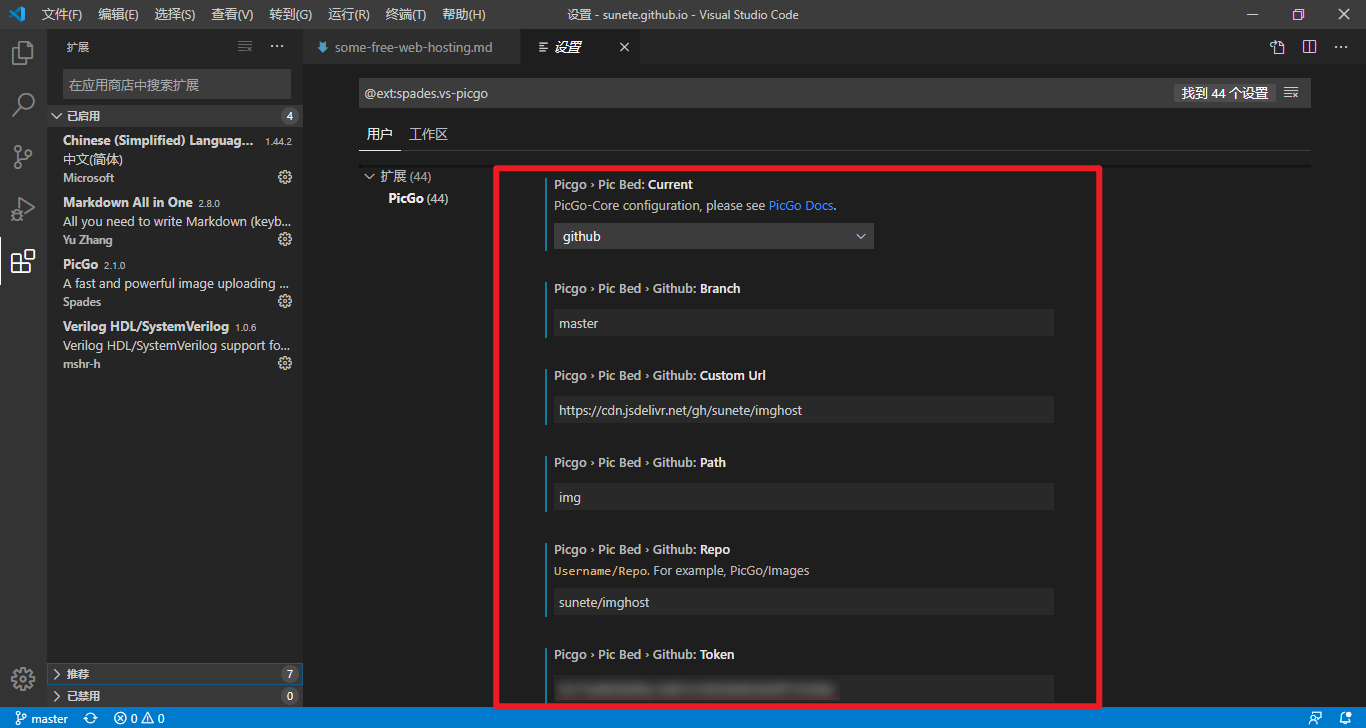 文件(F) 编辑(E) 选择(S) 查看(V) 转到(G) 运行(R) 终端(T) 帮助(H) 设置 - sunete.github.io - Visual Studio Code
扩展
some-free-web-hosting.md
设置
在应用商店中搜索扩展
已启用 4
Chinese (Simplified) Languag... 1.44.2
中文(简体)
Microsoft
Markdown All in One 2.8.0
All you need to write Markdown (keyb...
Yu Zhang
PicGo 2.1.0
A fast and powerful image uploading ...
Spades
Verilog HDL/SystemVerilog 1.0.6
Verilog HDL/SystemVerilog support fo...
mshr-h
推荐 7
已禁用 0
@ext:spades.vs-picgo 找到 44 个设置
用户 工作区
扩展 (44)
PicGo (44)
Picgo › Pic Bed: Current
PicGo-Core configuration, please see PicGo Docs.
github
Picgo › Pic Bed › Github: Branch
master
Picgo › Pic Bed › Github: Custom Url
https://cdn.jsdelivr.net/gh/sunete/imghost
Picgo › Pic Bed › Github: Path
img
Picgo › Pic Bed › Github: Repo
Username/Repo. For example, PicGo/Images
sunete/imghost
Picgo › Pic Bed › Github: Token
master 0 0